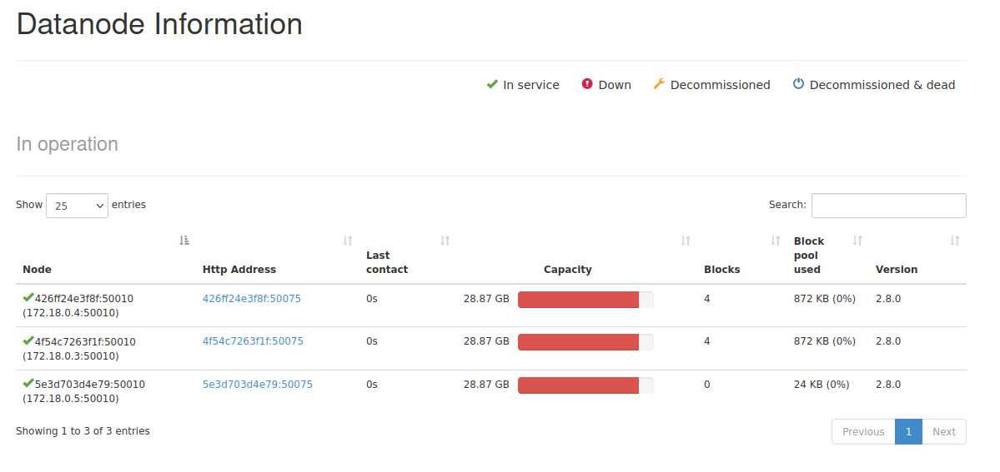 Datanode Information
In service Down Decommissioned Decommissioned & dead
In operation
Show 25 entries Search:
Node Http Address Last contact Capacity Blocks Block pool used Version
426ff24e3f8f:50010 426ff24e3f8f:50075 0s 28.87 GB 4 872 KB (0%) 2.8.0
(172.18.0.4:50010)
4f54c7263f1f:50010 4f54c7263f1f:50075 0s 28.87 GB 4 872 KB (0%) 2.8.0
(172.18.0.3:50010)
5e3d703d4e79:50010 5e3d703d4e79:50075 0s 28.87 GB 0 24 KB (0%) 2.8.0
(172.18.0.5:50010)
Showing 1 to 3 of 3 entries Previous 1 Next